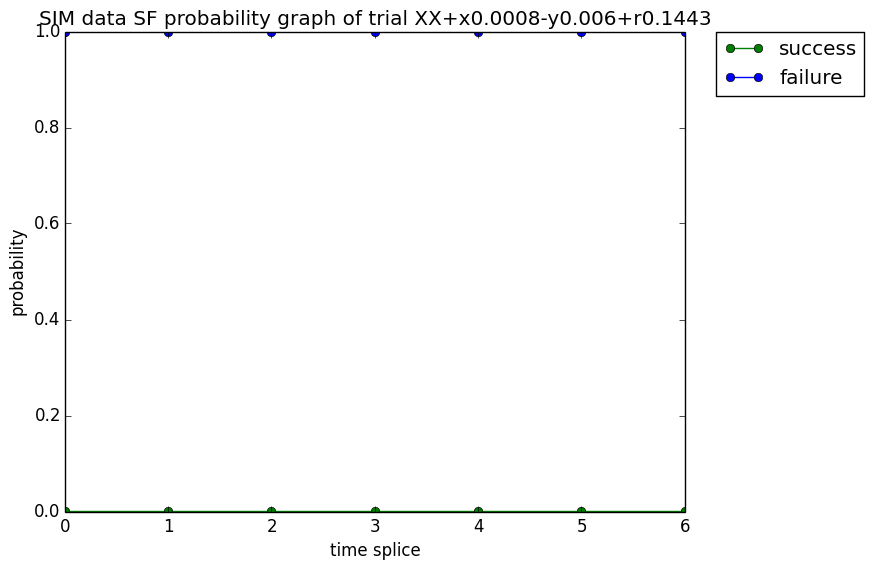 SIM data SF probability graph of trial XX+x0.0008-y0.006+r0.1443
success
failure
1.0
0.8
0.6
0.4
0.2
0.0
probability
0 1 2 3 4 5 6
time splice